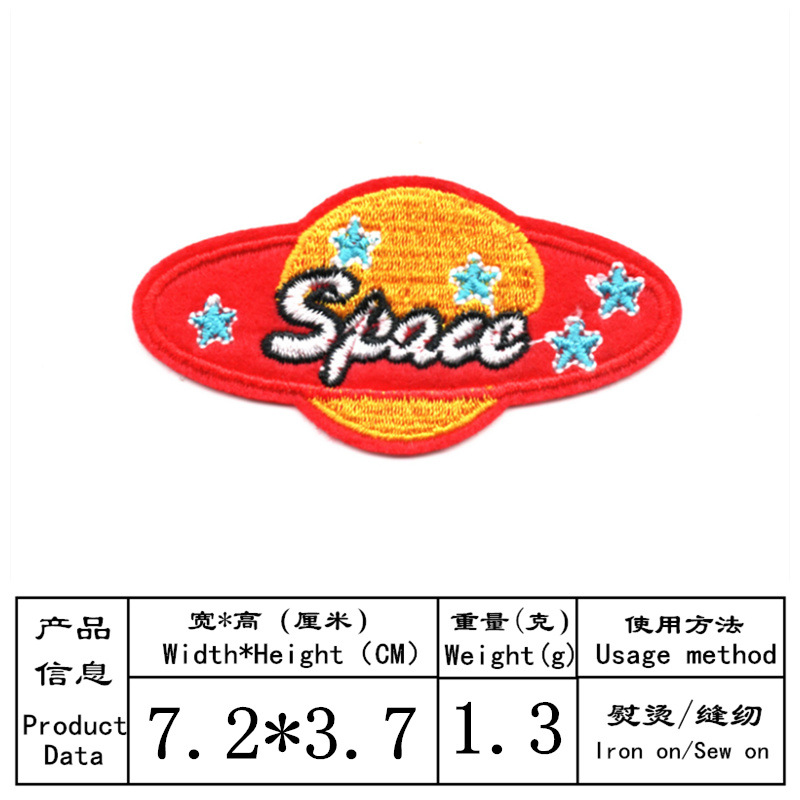 Space
产品
信息
Product
Data
宽*高 (厘米)
Width*Height (CM)
7.2*3.7
重量(克)
Weight(g)
1.3
使用方法
Usage method
熨烫/缝纫
Iron on/Sew on